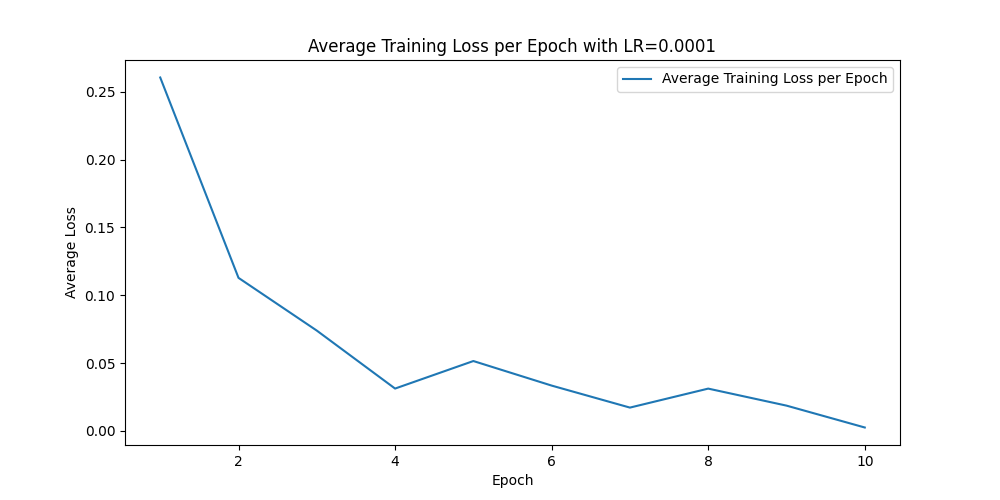 Average Training Loss per Epoch with LR=0.0001
Average Training Loss per Epoch
0.25
0.20
0.15
0.10
0.05
0.00
Average Loss
2 4 6 8 10
Epoch